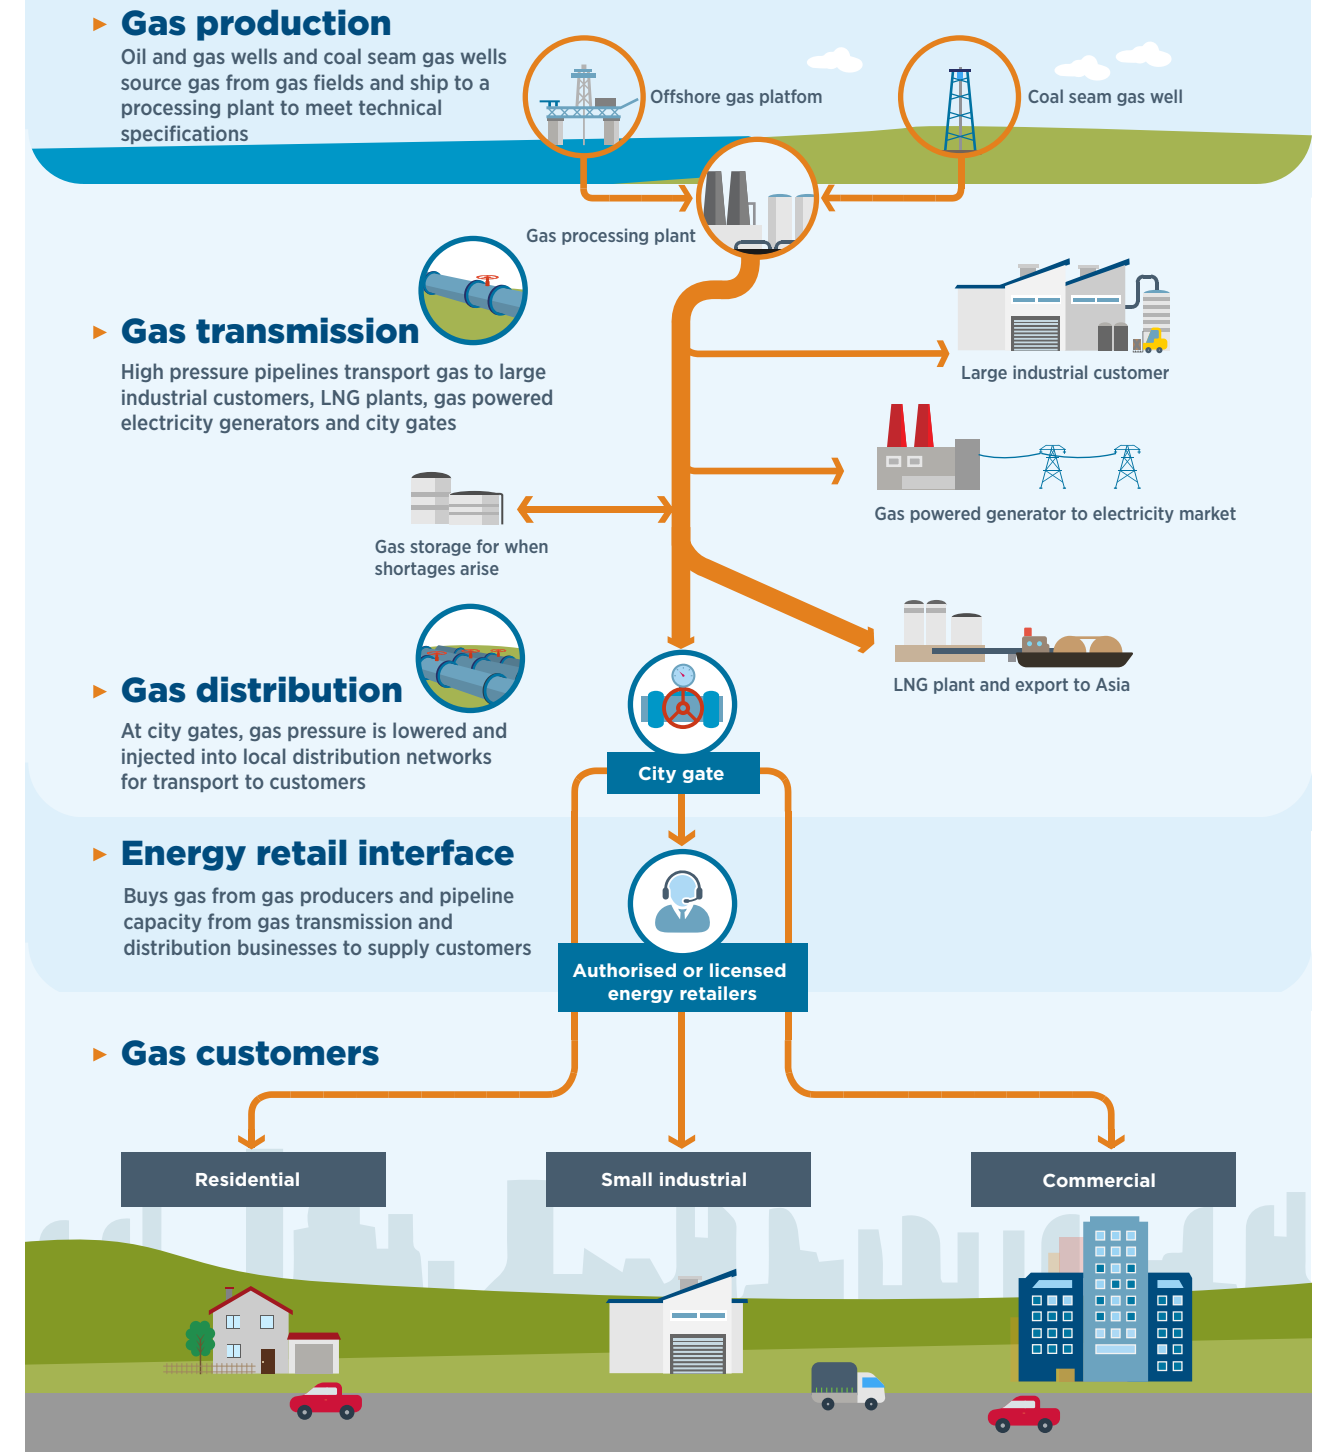 Gas production
Oil and gas wells and coal seam gas wells
source gas from gas fields and ship to a
processing plant to meet technical
specifications
Offshore gas platfom
Coal seam gas well
Gas processing plant
Gas transmission
High pressure pipelines transport gas to large
industrial customers, LNG plants, gas powered
electricity generators and city gates
Large industrial customer
Gas powered generator to electricity market
Gas storage for when
shortages arise
LNG plant and export to Asia
Gas distribution
At city gates, gas pressure is lowered and
injected into local distribution networks
for transport to customers
City gate
Energy retail interface
Buys gas from gas producers and pipeline
capacity from gas transmission and
distribution businesses to supply customers
Authorised or licensed
energy retailers
Gas customers
Residential
Small industrial
Commercial